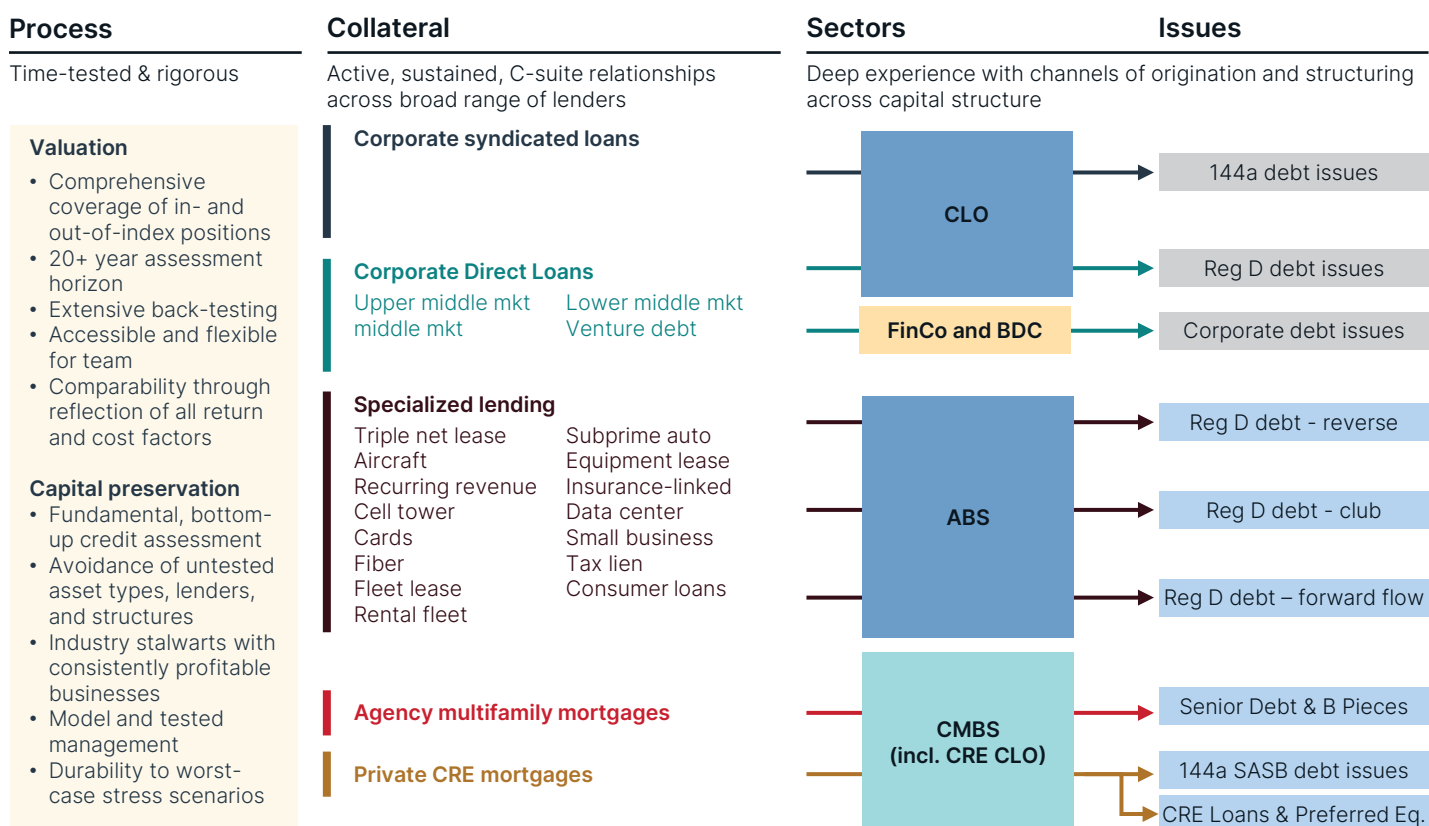 Process
Time-tested & rigorous
Valuation
• Comprehensive
coverage of in- and
out-of-index positions
• 20+ year assessment
horizon
• Extensive back-testing
• Accessible and flexible
for team
• Comparability through
reflection of all return
and cost factors
Capital preservation
• Fundamental, bottom-
up credit assessment
• Avoidance of untested
asset types, lenders,
and structures
• Industry stalwarts with
consistently profitable
businesses
• Model and tested
management
• Durability to worst-
case stress scenarios
Collateral
Active, sustained, C-suite relationships
across broad range of lenders
Corporate syndicated loans
Corporate Direct Loans
Upper middle mkt
middle mkt
Lower middle mkt
Venture debt
Specialized lending
Triple net lease
Aircraft
Recurring revenue
Cell tower
Cards
Fiber
Fleet lease
Rental fleet
Subprime auto
Equipment lease
Insurance-linked
Data center
Small business
Tax lien
Consumer loans
Agency multifamily mortgages
Private CRE mortgages
Sectors
Issues
Deep experience with channels of origination and structuring
across capital structure
CLO
FinCo and BDC
ABS
CMBS
(incl. CRE CLO)
144a debt issues
Reg D debt issues
Corporate debt issues
Reg D debt - reverse
Reg D debt - club
Reg D debt – forward flow
Senior Debt & B Pieces
144a SASB debt issues
CRE Loans & Preferred Eq.